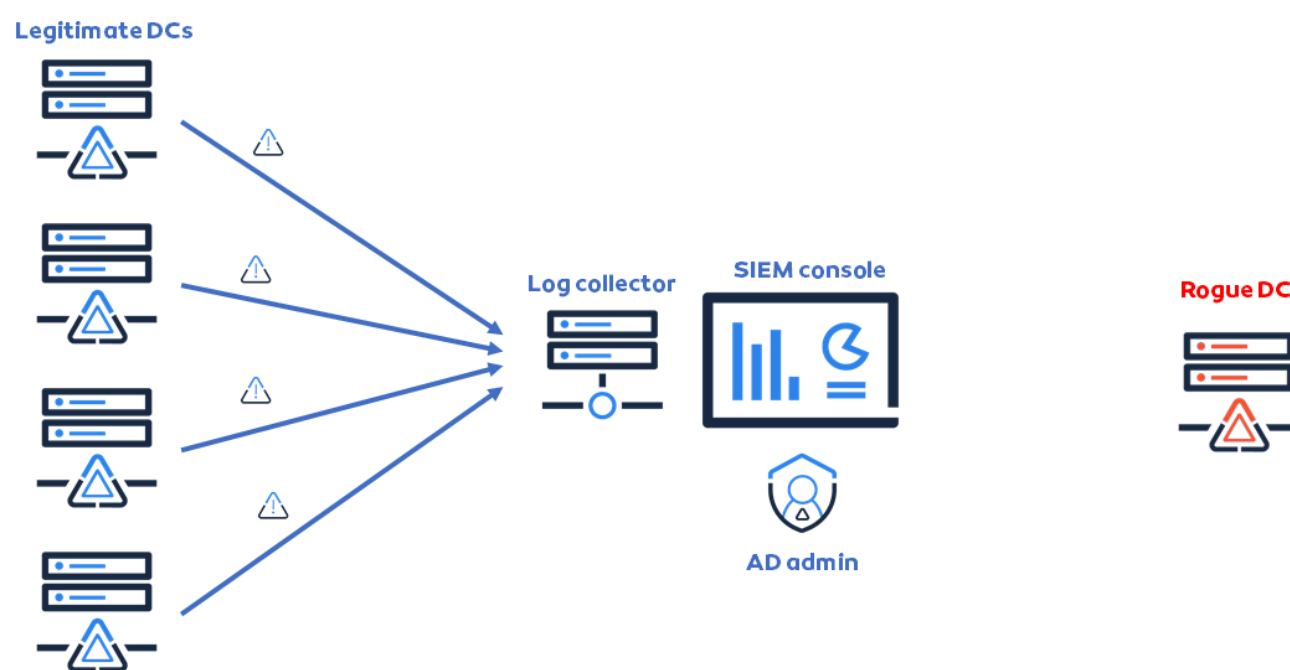 Legitimate DCs
SIEM console
Log collector
Rogue DC
AD admin